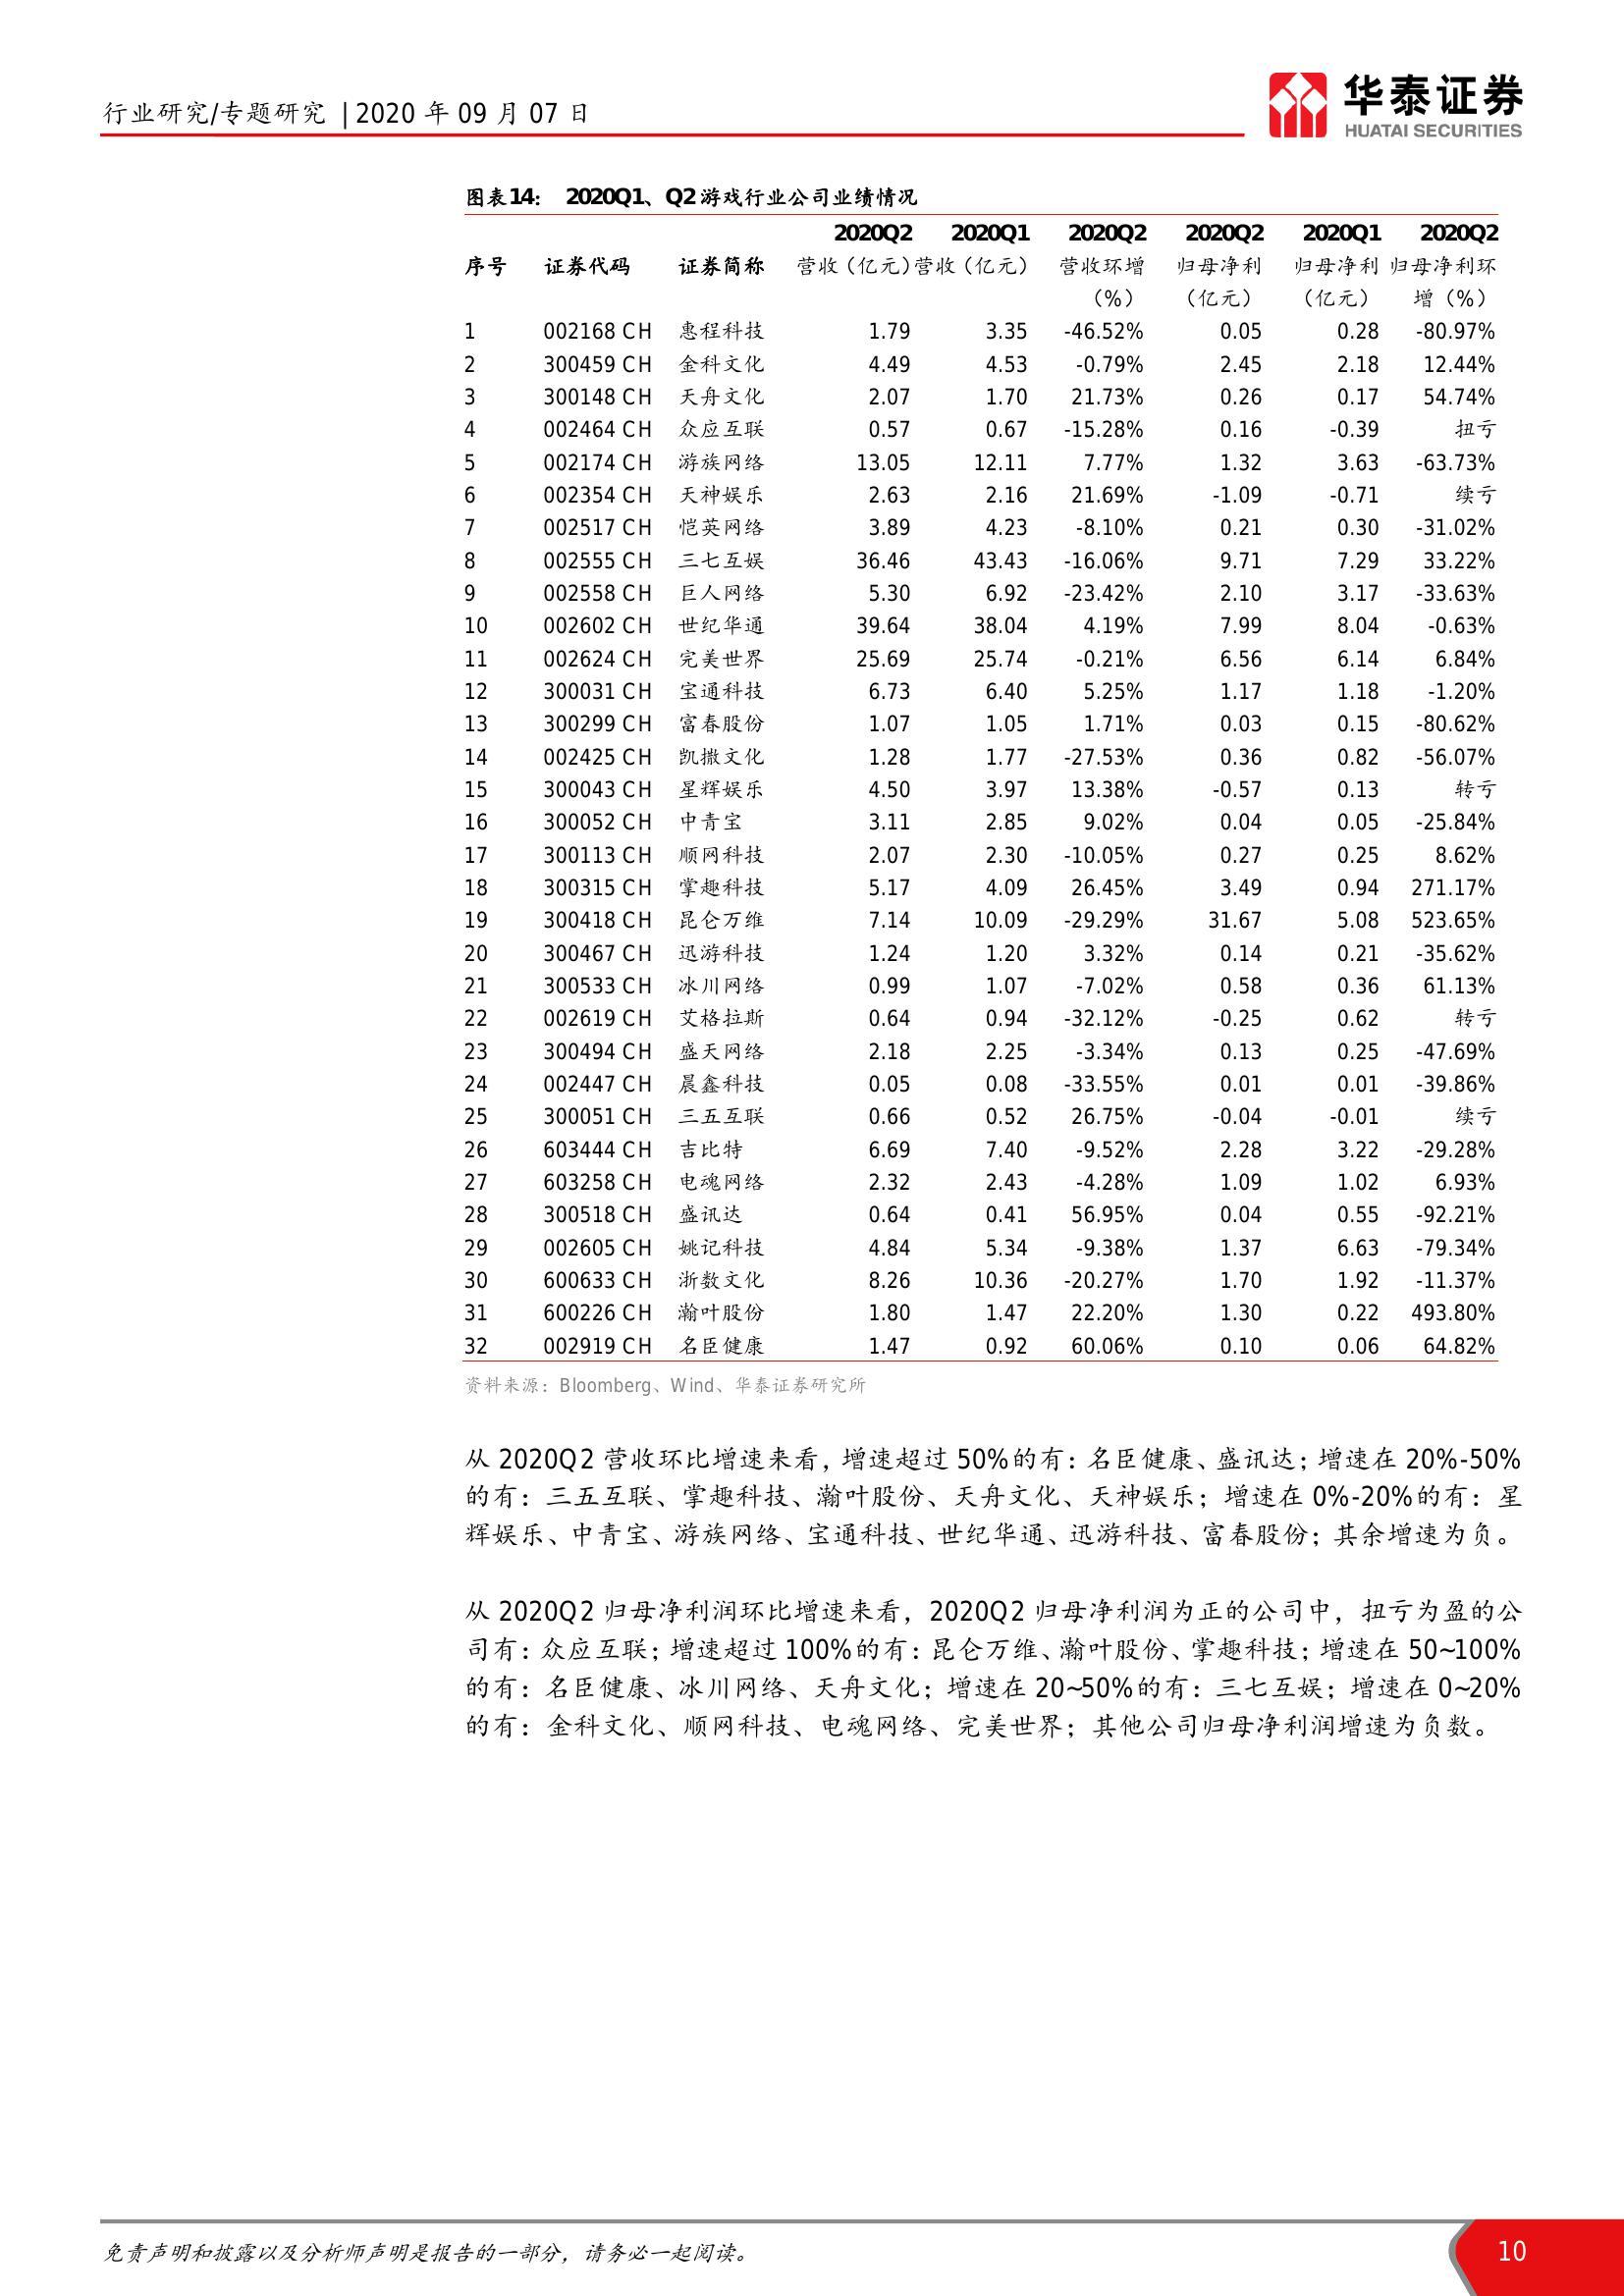 行业研究/专题研究 | 2020 年 09 月 07 日
华泰证券
HUATAI SECURITIES
图表14: 2020Q1、Q2 游戏行业公司业绩情况
2020Q2 2020Q1 2020Q2 2020Q2 2020Q1 2020Q2
序号 证券代码 证券简称 营收（亿元） 营收（亿元） 营收环增 归母净利 归母净利 归母净利环
（%） （亿元） （亿元） 增（%）
1 002168 CH 惠程科技 1.79 3.35 -46.52% 0.05 0.28 -80.97%
2 300459 CH 金科文化 4.49 4.53 -0.79% 2.45 2.18 12.44%
3 300148 CH 天舟文化 2.07 1.70 21.73% 0.26 0.17 54.74%
4 002464 CH 众应互联 0.57 0.67 -15.28% 0.16 -0.39 扭亏
5 002174 CH 游族网络 13.05 12.11 7.77% 1.32 3.63 -63.73%
6 002354 CH 天神娱乐 2.63 2.16 21.69% -1.09 -0.71 续亏
7 002517 CH 恺英网络 3.89 4.23 -8.10% 0.21 0.30 -31.02%
8 002555 CH 三七互娱 36.46 43.43 -16.06% 9.71 7.29 33.22%
9 002558 CH 巨人网络 5.30 6.92 -23.42% 2.10 3.17 -33.63%
10 002602 CH 世纪华通 39.64 38.04 4.19% 7.99 8.04 -0.63%
11 002624 CH 完美世界 25.69 25.74 -0.21% 6.56 6.14 6.84%
12 300031 CH 宝通科技 6.73 6.40 5.25% 1.17 1.18 -1.20%
13 300299 CH 富春股份 1.07 1.05 1.71% 0.03 0.15 -80.62%
14 002425 CH 凯撒文化 1.28 1.77 -27.53% 0.36 0.82 -56.07%
15 300043 CH 星辉娱乐 4.50 3.97 13.38% -0.57 0.13 转亏
16 300052 CH 中青宝 3.11 2.85 9.02% 0.04 0.05 -25.84%
17 300113 CH 顺网科技 2.07 2.30 -10.05% 0.27 0.25 8.62%
18 300315 CH 掌趣科技 5.17 4.09 26.45% 3.49 0.94 271.17%
19 300418 CH 昆仑万维 7.14 10.09 -29.29% 31.67 5.08 523.65%
20 300467 CH 迅游科技 1.24 1.20 3.32% 0.14 0.21 -35.62%
21 300533 CH 冰川网络 0.99 1.07 -7.02% 0.58 0.36 61.13%
22 002619 CH 艾格拉斯 0.64 0.94 -32.12% -0.25 0.62 转亏
23 300494 CH 盛天网络 2.18 2.25 -3.34% 0.13 0.25 -47.69%
24 002447 CH 晨鑫科技 0.05 0.08 -33.55% 0.01 0.01 -39.86%
25 300051 CH 三五互联 0.66 0.52 26.75% -0.04 -0.01 续亏
26 603444 CH 吉比特 6.69 7.40 -9.52% 2.28 3.22 -29.28%
27 603258 CH 电魂网络 2.32 2.43 -4.28% 1.09 1.02 6.93%
28 300518 CH 盛讯达 0.64 0.41 56.95% 0.04 0.55 -92.21%
29 002605 CH 姚记科技 4.84 5.34 -9.38% 1.37 6.63 -79.34%
30 600633 CH 浙数文化 8.26 10.36 -20.27% 1.70 1.92 -11.37%
31 600226 CH 瀚叶股份 1.80 1.47 22.20% 1.30 0.22 493.80%
32 002919 CH 名臣健康 1.47 0.92 60.06% 0.10 0.06 64.82%
资料来源：Bloomberg、Wind、华泰证券研究所
从 2020Q2 营收环比增速来看，增速超过 50%的有：名臣健康、盛讯达；增速在 20%-50%
的有：三五互联、掌趣科技、瀚叶股份、天舟文化、天神娱乐；增速在 0%-20%的有：星
辉娱乐、中青宝、游族网络、宝通科技、世纪华通、迅游科技、富春股份；其余增速为负。
从 2020Q2 归母净利润环比增速来看，2020Q2 归母净利润为正的公司中，扭亏为盈的公
司有：众应互联；增速超过 100%的有：昆仑万维、瀚叶股份、掌趣科技；增速在 50~100%
的有：名臣健康、冰川网络、天舟文化；增速在 20~50%的有：三七互娱；增速在 0~20%
的有：金科文化、顺网科技、电魂网络、完美世界；其他公司归母净利润增速为负数。
免责声明和披露以及分析师声明是报告的一部分，请务必一起阅读。
10